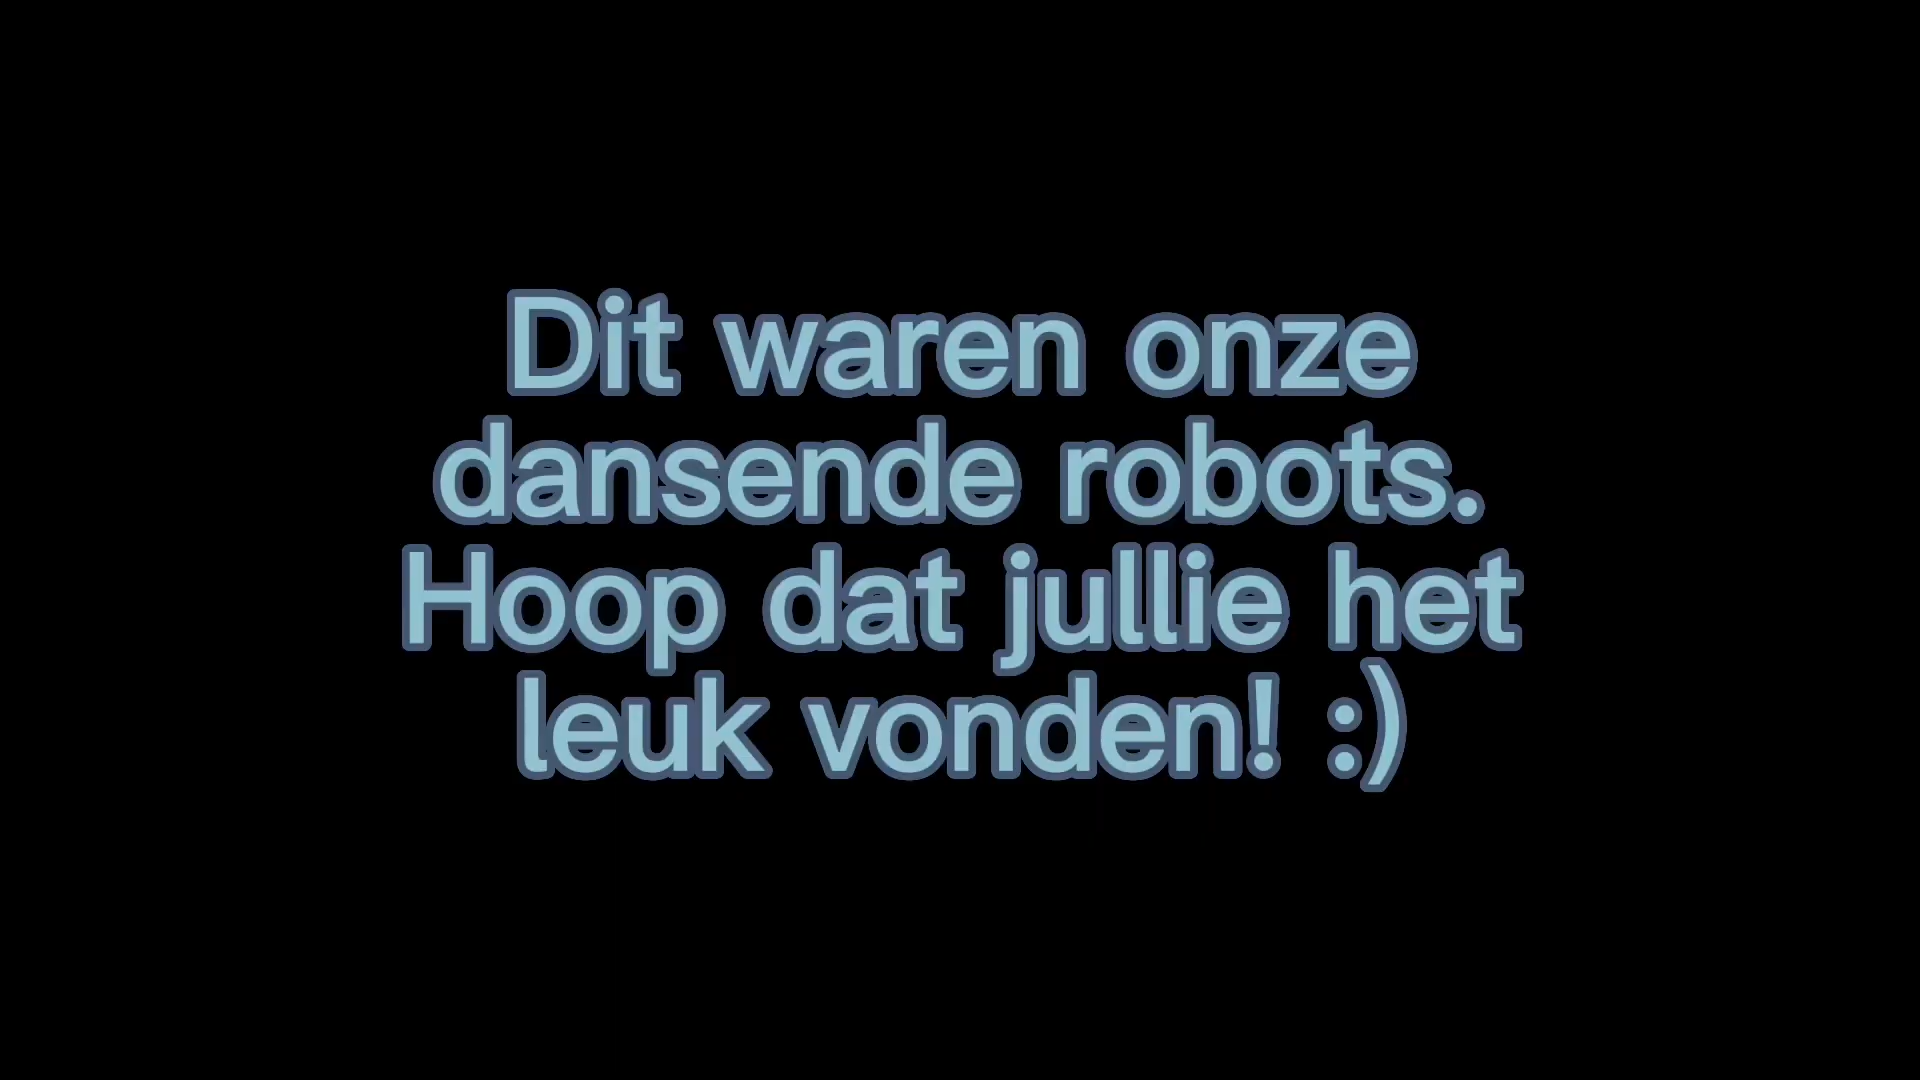 Dit waren onze
dansende robots.
Hoop dat jullie het
leuk vonden! :)